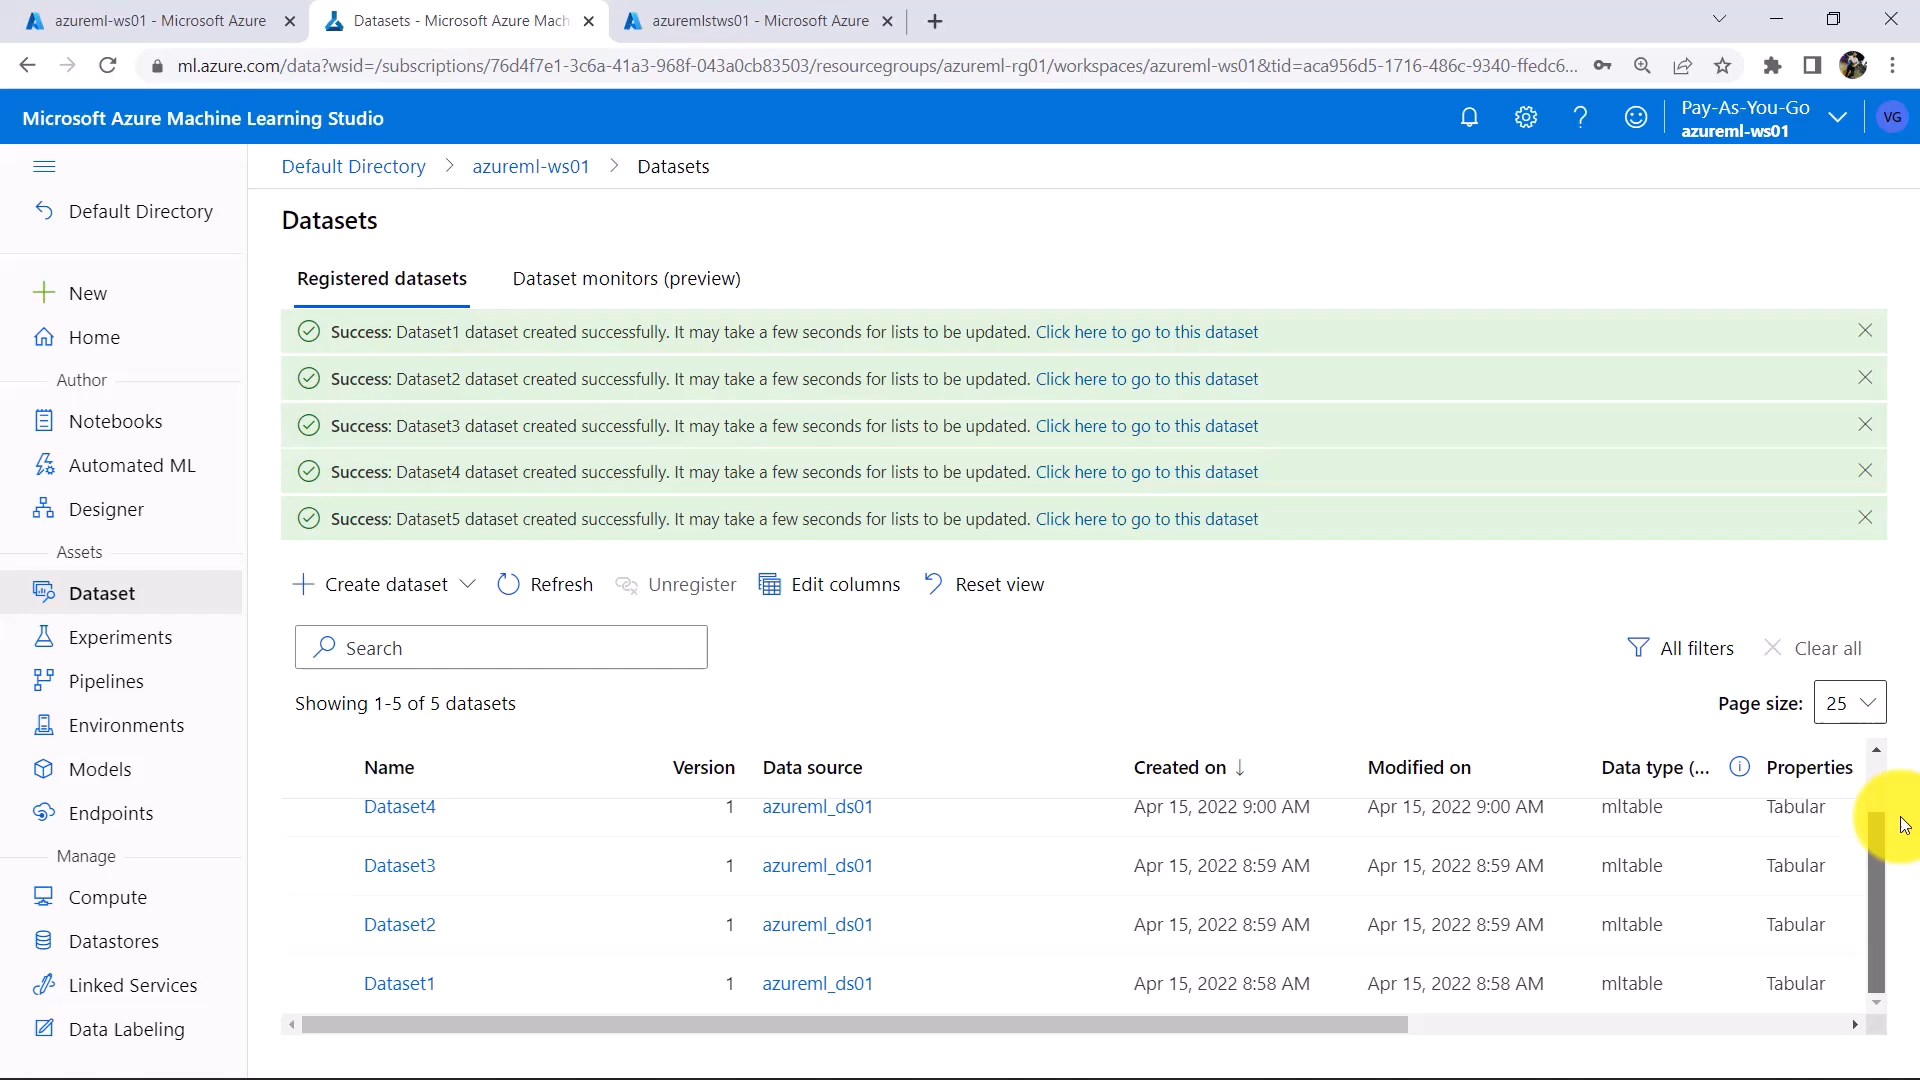 azureml-ws01 - Microsoft Azure
Datasets - Microsoft Azure Mach
azuremlstws01 - Microsoft Azure
ml.azure.com/data?wsid=/subscriptions/76d4f7e1-3c6a-41a3-968f-043a0cb83503/resourcegroups/azureml-rg01/workspaces/azureml-ws01&tid=aca956d5-1716-486c-9340-ffedc6...
Microsoft Azure Machine Learning Studio
Pay-As-You-Go
azureml-ws01
VG
Default Directory
New
Home
Author
Notebooks
Automated ML
Designer
Assets
Dataset
Experiments
Pipelines
Environments
Models
Endpoints
Manage
Compute
Datastores
Linked Services
Data Labeling
Default Directory > azureml-ws01 > Datasets
Datasets
Registered datasets Dataset monitors (preview)
Success: Dataset1 dataset created successfully. It may take a few seconds for lists to be updated. Click here to go to this dataset
Success: Dataset2 dataset created successfully. It may take a few seconds for lists to be updated. Click here to go to this dataset
Success: Dataset3 dataset created successfully. It may take a few seconds for lists to be updated. Click here to go to this dataset
Success: Dataset4 dataset created successfully. It may take a few seconds for lists to be updated. Click here to go to this dataset
Success: Dataset5 dataset created successfully. It may take a few seconds for lists to be updated. Click here to go to this dataset
Create dataset Refresh Unregister Edit columns Reset view
Search
All filters Clear all
Showing 1-5 of 5 datasets
Page size: 25
Name Version Data source Created on ↓ Modified on Data type (... Properties
Dataset4 1 azureml_ds01 Apr 15, 2022 9:00 AM Apr 15, 2022 9:00 AM mltable Tabular
Dataset3 1 azureml_ds01 Apr 15, 2022 8:59 AM Apr 15, 2022 8:59 AM mltable Tabular
Dataset2 1 azureml_ds01 Apr 15, 2022 8:59 AM Apr 15, 2022 8:59 AM mltable Tabular
Dataset1 1 azureml_ds01 Apr 15, 2022 8:58 AM Apr 15, 2022 8:58 AM mltable Tabular